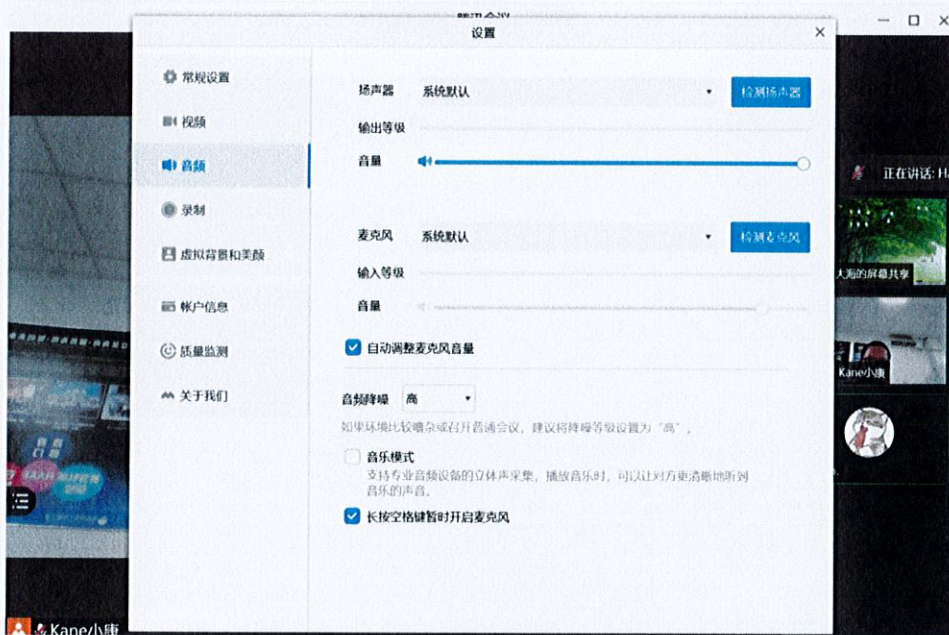 腾讯会议
设置
常规设置
视频
音频
录制
虚拟背景和美颜
帐户信息
质量监测
关于我们
扬声器 系统默认 检测扬声器
输出等级
音量
麦克风 系统默认 检测麦克风
输入等级
音量
自动调整麦克风音量
音频降噪 高
如果环境比较嘈杂或召开普通会议，建议将降噪等级设置为“高”。
音乐模式
支持专业音频设备的立体声采集，播放音乐时，可以让对方更清晰地听到
音乐的声音。
长按空格键暂时开启麦克风
正在讲话: Ha
大海的屏幕共享
Kane小康
Kane小康